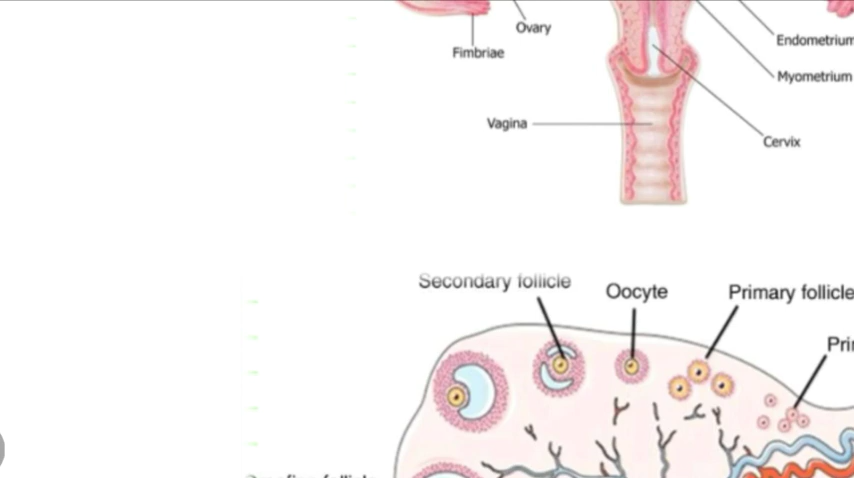 Ovary
Endometrium
Fimbriae
Myometrium
Vagina
Cervix
Secondary follicle
Oocyte
Primary follicle